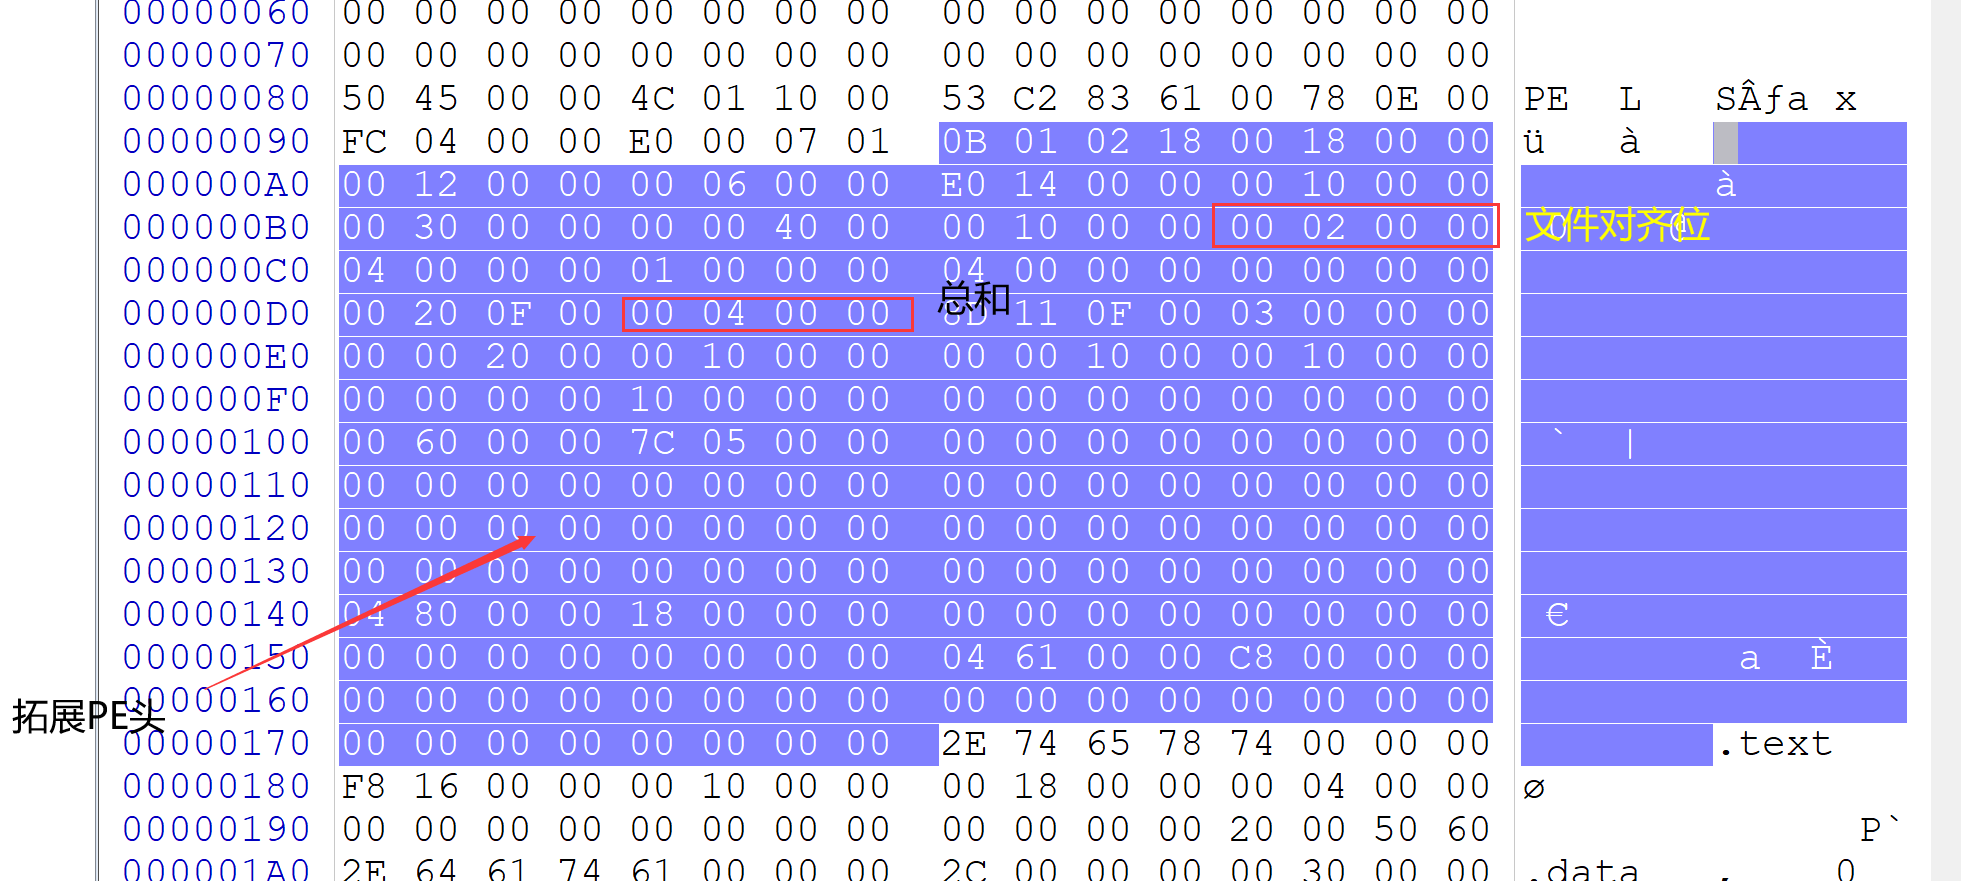 00000060 00 00 00 00 00 00 00 00 00 00 00 00 00 00 00 00
00000070 00 00 00 00 00 00 00 00 00 00 00 00 00 00 00 00
00000080 50 45 00 00 4C 01 10 00 53 C2 83 61 00 78 0E 00 PE L SÂƒa x
00000090 FC 04 00 00 E0 00 07 01 0B 01 02 18 00 18 00 00 ü à
000000A0 00 12 00 00 00 06 00 00 E0 14 00 00 00 10 00 00 à
000000B0 00 30 00 00 00 00 40 00 00 10 00 00 00 02 00 00 0 @
文件对齐位
000000C0 04 00 00 00 01 00 00 00 04 00 00 00 00 00 00 00
总和
000000D0 00 20 0F 00 00 04 00 00 8D 11 0F 00 03 00 00 00
000000E0 00 00 20 00 00 10 00 00 00 00 10 00 00 10 00 00
000000F0 00 00 00 00 10 00 00 00 00 00 00 00 00 00 00 00
00000100 00 60 00 00 7C 05 00 00 00 00 00 00 00 00 00 00 ` |
00000110 00 00 00 00 00 00 00 00 00 00 00 00 00 00 00 00
00000120 00 00 00 00 00 00 00 00 00 00 00 00 00 00 00 00
00000130 00 00 00 00 00 00 00 00 00 00 00 00 00 00 00 00
00000140 04 80 00 00 18 00 00 00 00 00 00 00 00 00 00 00 €
00000150 00 00 00 00 00 00 00 00 04 61 00 00 C8 00 00 00 a È
00000160 00 00 00 00 00 00 00 00 00 00 00 00 00 00 00 00
拓展PE头
00000170 00 00 00 00 00 00 00 00 2E 74 65 78 74 00 00 00 .text
00000180 F8 16 00 00 00 10 00 00 00 18 00 00 00 04 00 00 ø
00000190 00 00 00 00 00 00 00 00 00 00 00 00 20 00 50 60 P`
000001A0 2E 64 61 74 61 00 00 00 2C 00 00 00 00 30 00 00 .data , 0